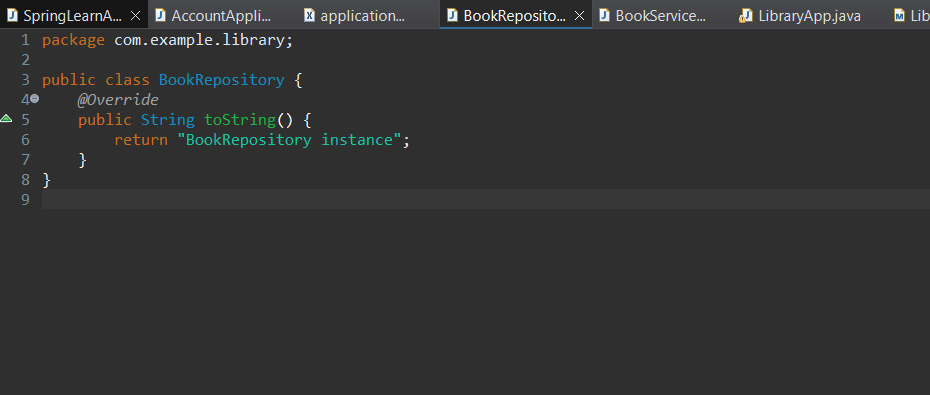 SpringLearnA... AccountAppli... application... BookReposito... BookService... LibraryApp.java Lib
1 package com.example.library;
2
3 public class BookRepository {
4 @Override
5 public String toString() {
6 return "BookRepository instance";
7 }
8 }
9